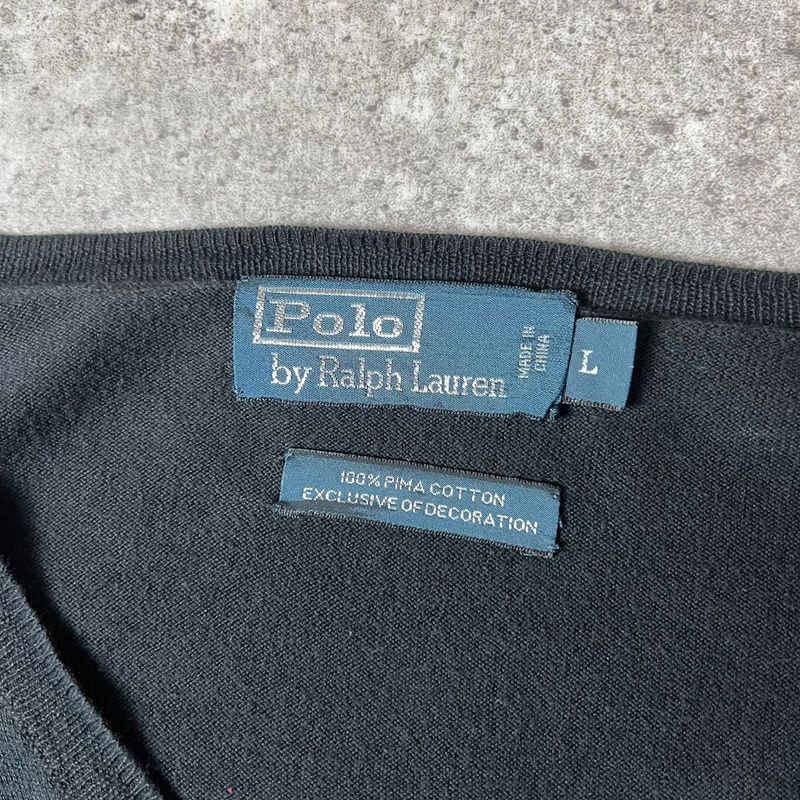 Polo
by Ralph Lauren
MADE IN
CHINA
L
100% PIMA COTTON
EXCLUSIVE OF DECORATION